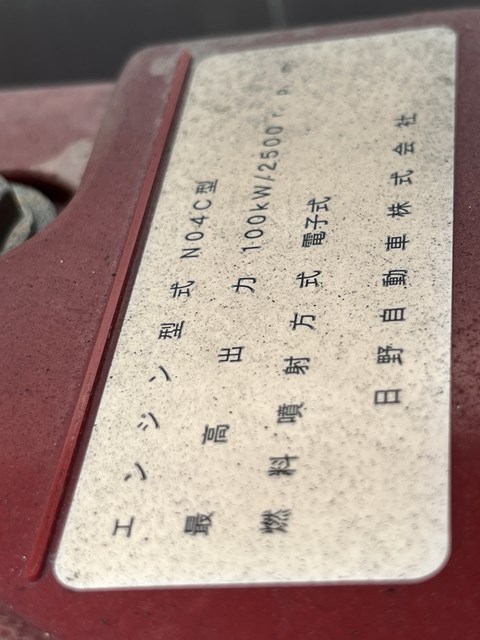 エンジン型式 N04C型
最高出力 100kW/2500r.p.m
燃料噴射方式 電子式
日野自動車株式会社